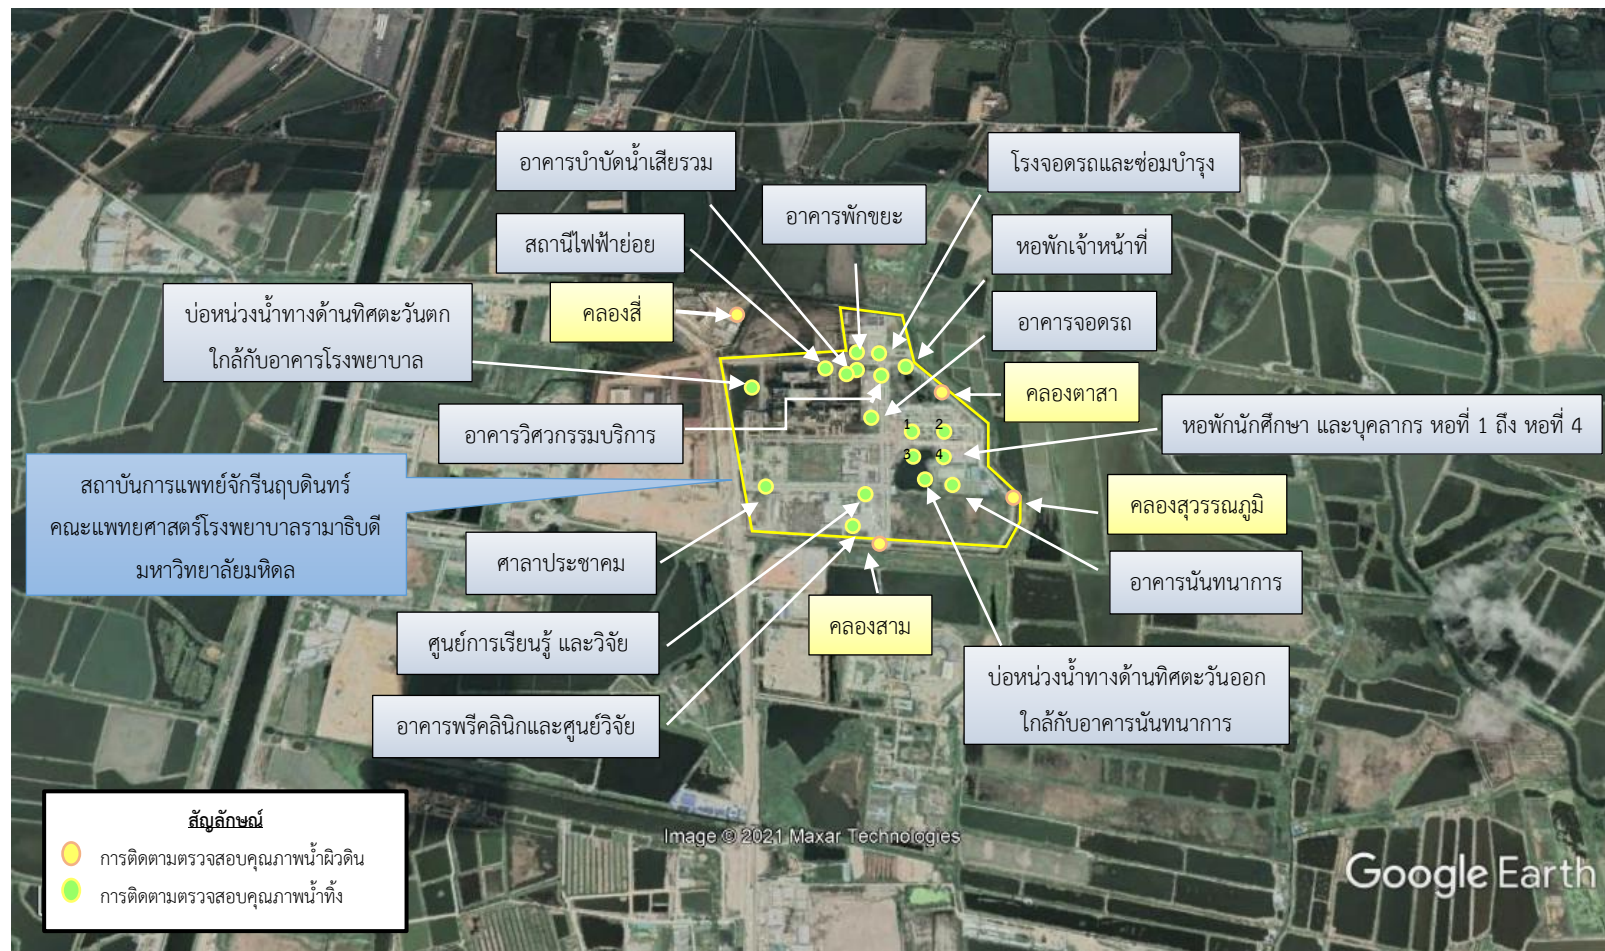 อาคารบำบัดน้ำเสียรวม
โรงจอดรถและซ่อมบำรุง
อาคารพักขยะ
สถานีไฟฟ้าย่อย
หอพักเจ้าหน้าที่
บ่อหน่วงน้ำทางด้านทิศตะวันตก
ใกล้กับอาคารโรงพยาบาล
คลองสี่
อาคารจอดรถ
คลองตาสา
อาคารวิศวกรรมบริการ
หอพักนักศึกษา และบุคลากร หอที่ 1 ถึง หอที่ 4
1 2
3 4
สถาบันการแพทย์จักรีนฤบดินทร์
คณะแพทยศาสตร์โรงพยาบาลรามาธิบดี
มหาวิทยาลัยมหิดล
คลองสุวรรณภูมิ
ศาลาประชาคม
อาคารนันทนาการ
ศูนย์การเรียนรู้ และวิจัย
คลองสาม
บ่อหน่วงน้ำทางด้านทิศตะวันออก
ใกล้กับอาคารนันทนาการ
อาคารพรีคลินิกและศูนย์วิจัย
สัญลักษณ์
การติดตามตรวจสอบคุณภาพน้ำผิวดิน
การติดตามตรวจสอบคุณภาพน้ำทิ้ง
Image © 2021 Maxar Technologies
Google Earth